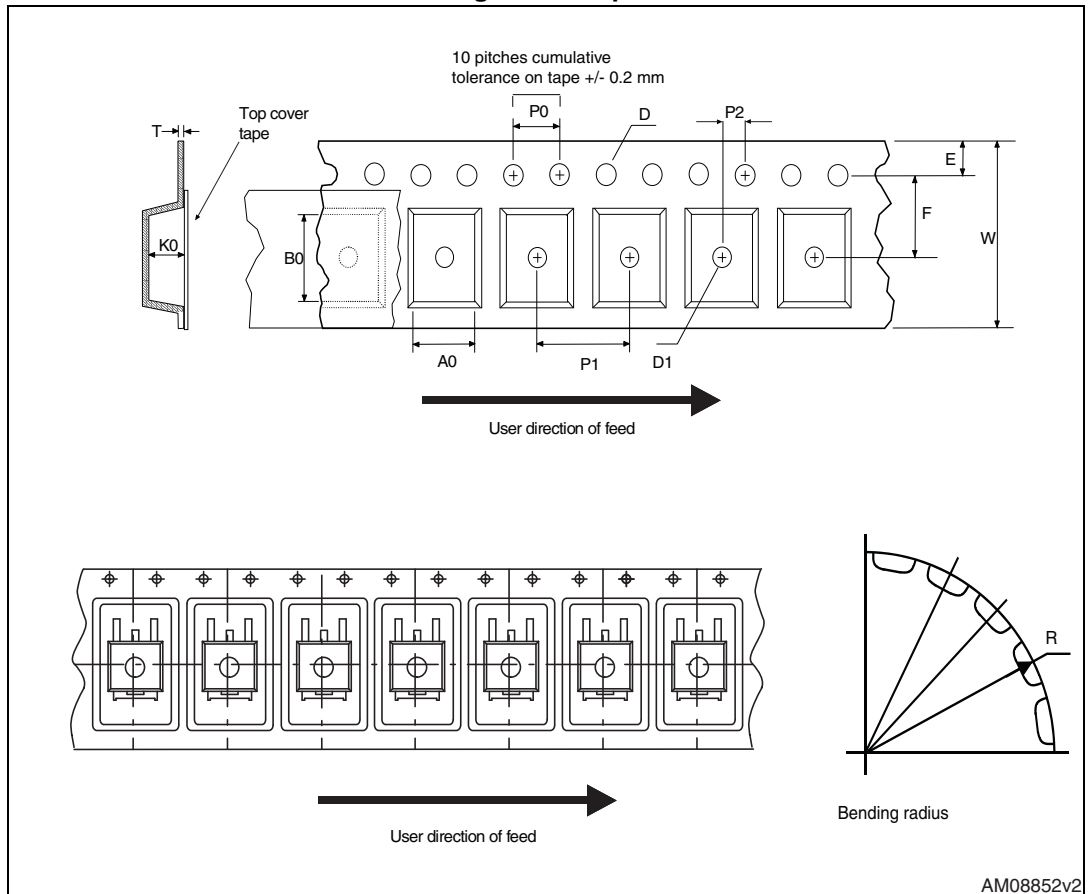 10 pitches cumulative
tolerance on tape +/- 0.2 mm
Top cover
tape
T
P0
D
P2
E
F
W
K0
B0
A0
P1
D1
User direction of feed
R
Bending radius
User direction of feed
AM08852v2